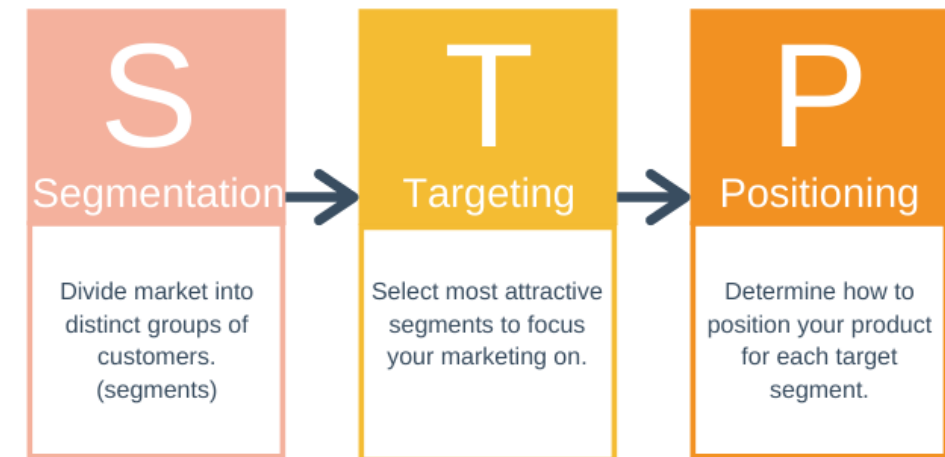 S
Segmentation
Divide market into
distinct groups of
customers.
(segments)
T
Targeting
Select most attractive
segments to focus
your marketing on.
P
Positioning
Determine how to
position your product
for each target
segment.